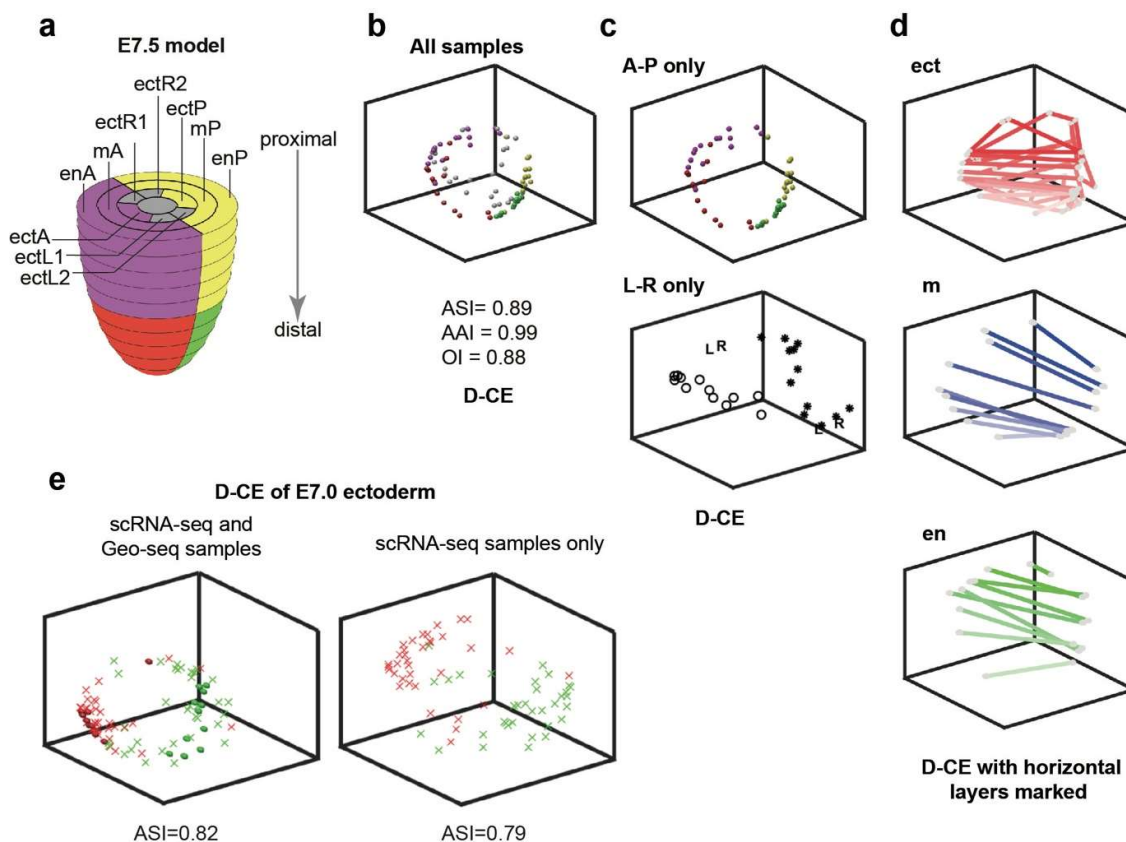 a
E7.5 model
ectR2
ectR1
ectP
mA
mP
enA
enP
ectA
ectL1
ectL2
proximal
distal
b
All samples
ASI= 0.89
AAI = 0.99
OI = 0.88
D-CE
c
A-P only
L-R only
L R
L R
D-CE
d
ect
m
en
D-CE with horizontal
layers marked
e
D-CE of E7.0 ectoderm
scRNA-seq and
Geo-seq samples
scRNA-seq samples only
ASI=0.82
ASI=0.79